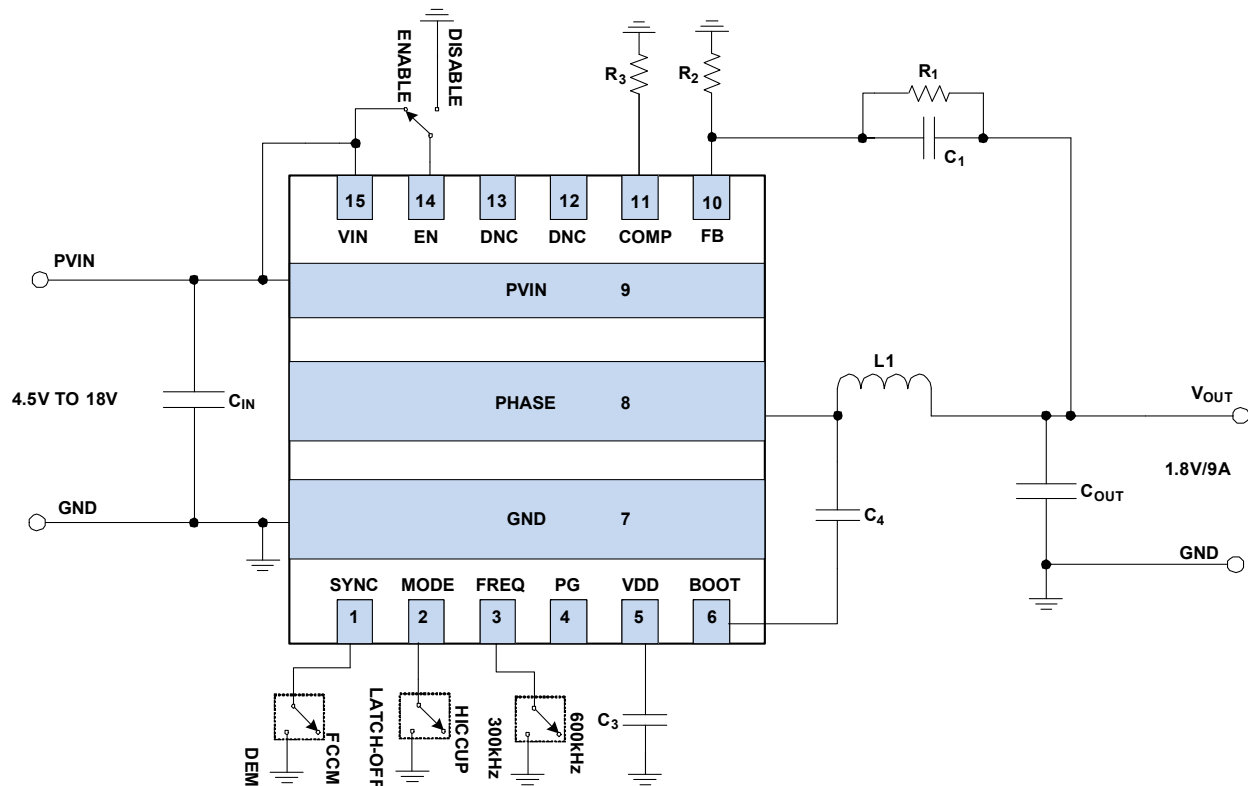 DISABLE
ENABLE
R3
R2
R1
C1
15
14
13
12
11
10
VIN
EN
DNC
DNC
COMP
FB
PVIN
PVIN 9
4.5V TO 18V
CIN
PHASE 8
L1
VOUT
1.8V/9A
COUT
GND
GND
GND 7
C4
SYNC
MODE
FREQ
PG
VDD
BOOT
1
2
3
4
5
6
DEM
FCCM
LATCH-OFF
HICCUP
300kHz
600kHz
C3